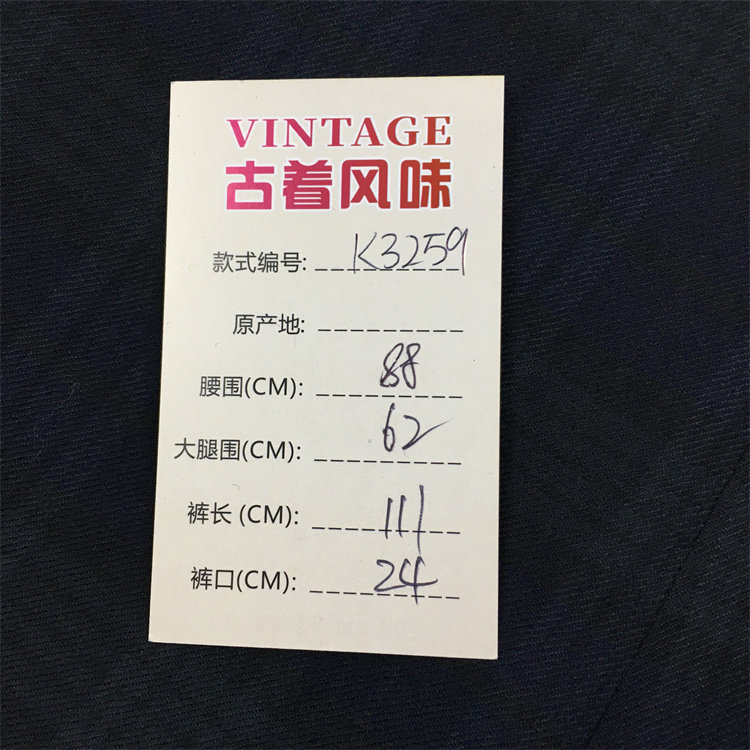 VINTAGE
古着风味
款式编号: K3259
原产地:
腰围(CM): 88
大腿围(CM): 62
裤长 (CM): 111
裤口(CM): 24